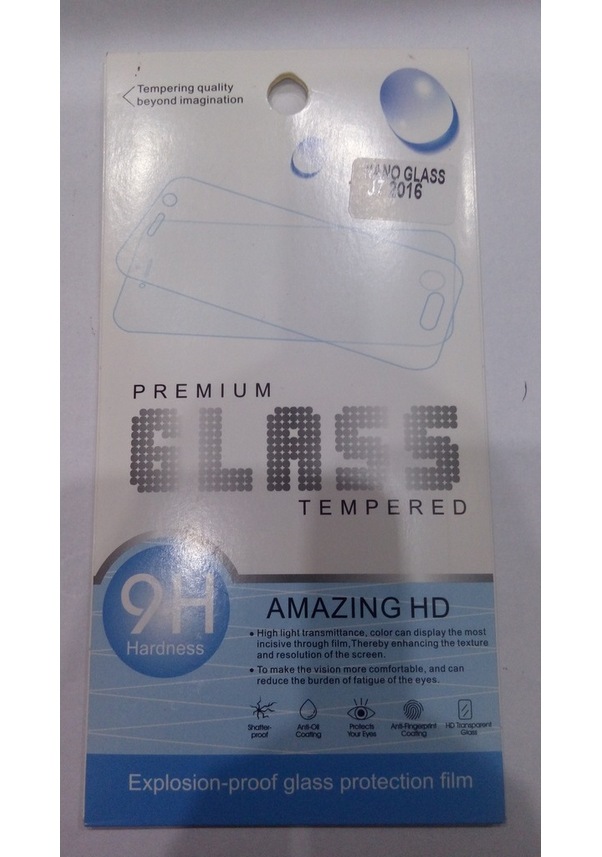 Tempering quality
beyond imagination
NANO GLASS
J7 2016
PREMIUM
GLASS
TEMPERED
9H
Hardness
AMAZING HD
• High light transmittance, color can display the most
incisive through film,Thereby enhancing the texture
and resolution of the screen.
• To make the vision more comfortable, and can
reduce the burden of fatigue of the eyes.
Shatter-
proof
Anti-Oil
Coating
Protects
Your Eyes
Anti-Fingerprint
Coating
HD Transparent
Glass
Explosion-proof glass protection film